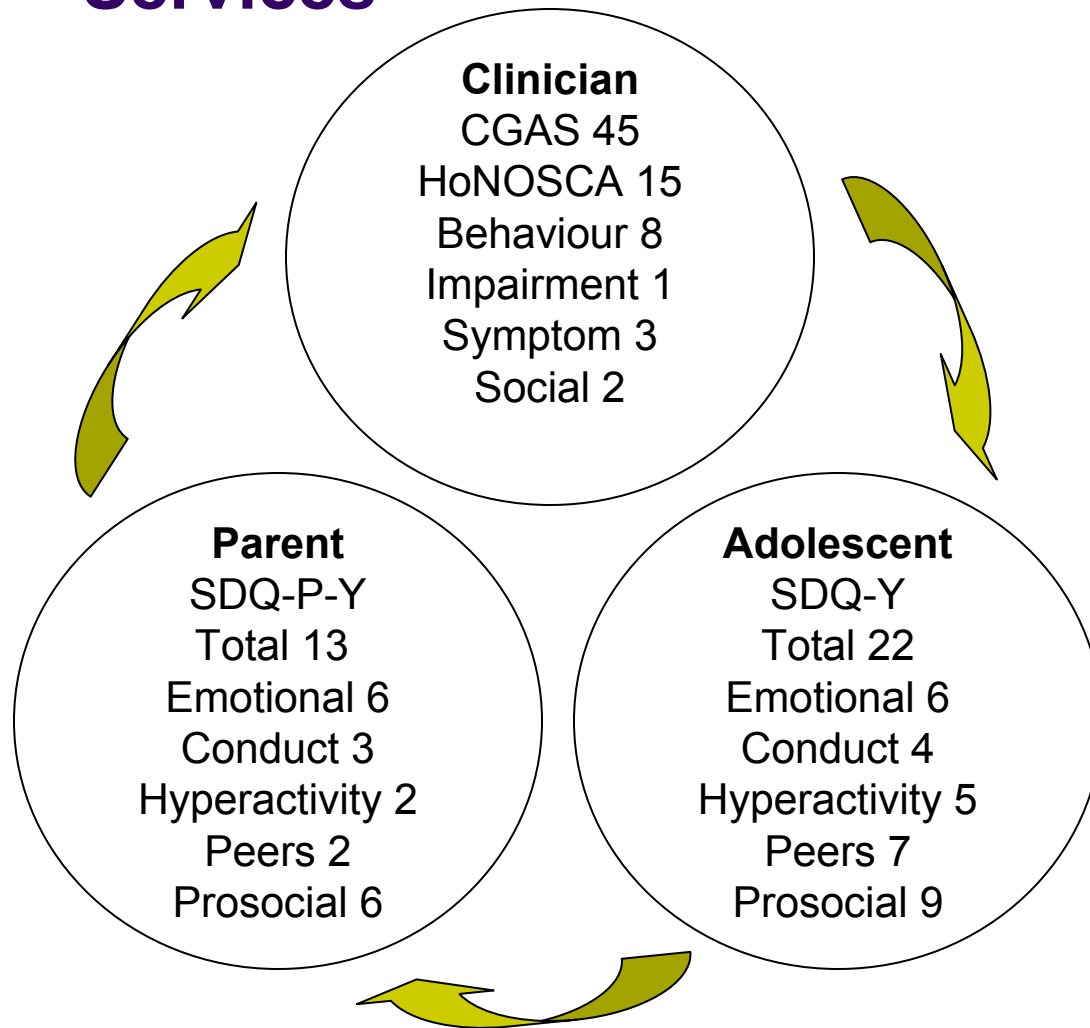 Services
Clinician
CGAS 45
HoNOSCA 15
Behaviour 8
Impairment 1
Symptom 3
Social 2
Parent
SDQ-P-Y
Total 13
Emotional 6
Conduct 3
Hyperactivity 2
Peers 2
Prosocial 6
Adolescent
SDQ-Y
Total 22
Emotional 6
Conduct 4
Hyperactivity 5
Peers 7
Prosocial 9